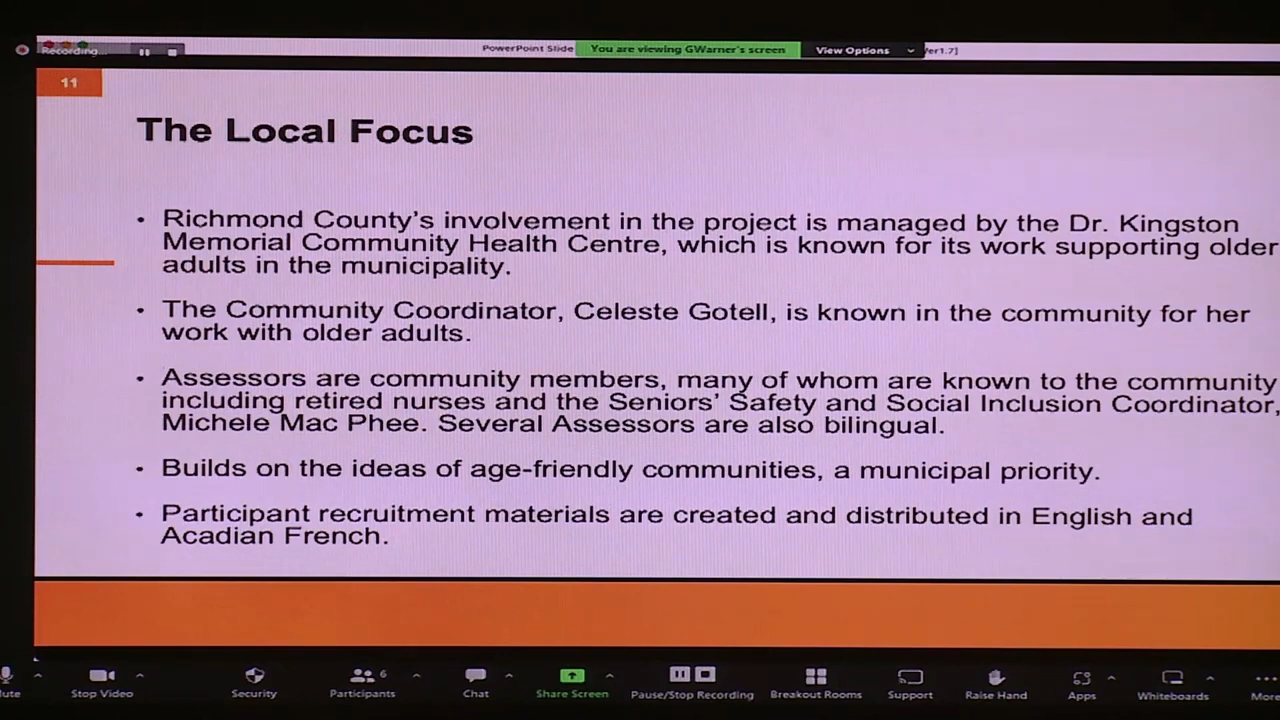 Recording...
PowerPoint Slide
You are viewing GWarner's screen
View Options
11
The Local Focus
• Richmond County's involvement in the project is managed by the Dr. Kingston
Memorial Community Health Centre, which is known for its work supporting older
adults in the municipality.
• The Community Coordinator, Celeste Gotell, is known in the community for her
work with older adults.
• Assessors are community members, many of whom are known to the community
including retired nurses and the Seniors' Safety and Social Inclusion Coordinator,
Michele Mac Phee. Several Assessors are also bilingual.
• Builds on the ideas of age-friendly communities, a municipal priority.
• Participant recruitment materials are created and distributed in English and
Acadian French.
Stop Video
Security
Participants 6
Chat
Share Screen
Pause/Stop Recording
Breakout Rooms
Support
Raise Hand
Apps
Whiteboards
More